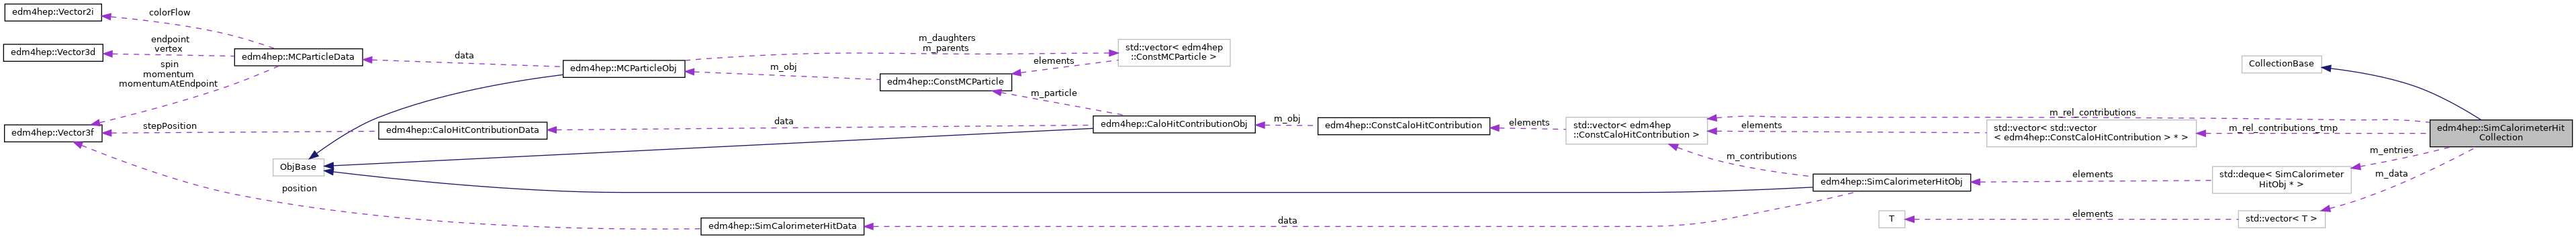 edm4hep::Vector2i
colorFlow
edm4hep::Vector3d
endpoint
vertex
edm4hep::MCParticleData
spin
momentum
momentumAtEndpoint
data
edm4hep::MCParticleObj
m_daughters
m_parents
m_obj
std::vector< edm4hep
::ConstMCParticle >
elements
edm4hep::ConstMCParticle
m_particle
CollectionBase
edm4hep::Vector3f
stepPosition
edm4hep::CaloHitContributionData
data
edm4hep::CaloHitContributionObj
m_obj
edm4hep::ConstCaloHitContribution
elements
std::vector< edm4hep
::ConstCaloHitContribution >
m_rel_contributions
elements
std::vector< std::vector
< edm4hep::ConstCaloHitContribution > * >
m_rel_contributions_tmp
edm4hep::SimCalorimeterHit
Collection
ObjBase
m_contributions
m_entries
m_data
position
edm4hep::SimCalorimeterHitObj
elements
std::deque< SimCalorimeter
HitObj * >
edm4hep::SimCalorimeterHitData
data
T
elements
std::vector< T >